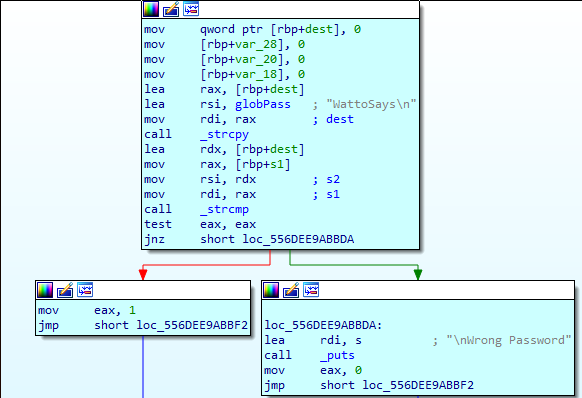 mov     qword ptr [rbp+dest], 0
mov     [rbp+var_28], 0
mov     [rbp+var_20], 0
mov     [rbp+var_18], 0
lea     rax, [rbp+dest]
lea     rsi, globPass   ; "WattoSays\n"
mov     rdi, rax        ; dest
call    _strcpy
lea     rdx, [rbp+dest]
mov     rax, [rbp+s1]
mov     rsi, rdx        ; s2
mov     rdi, rax        ; s1
call    _strcmp
test    eax, eax
jnz     short loc_556DEE9ABBDA
mov     eax, 1
jmp     short loc_556DEE9ABBF2
loc_556DEE9ABBDA:
lea     rdi, s          ; "\nWrong Password"
call    _puts
mov     eax, 0
jmp     short loc_556DEE9ABBF2